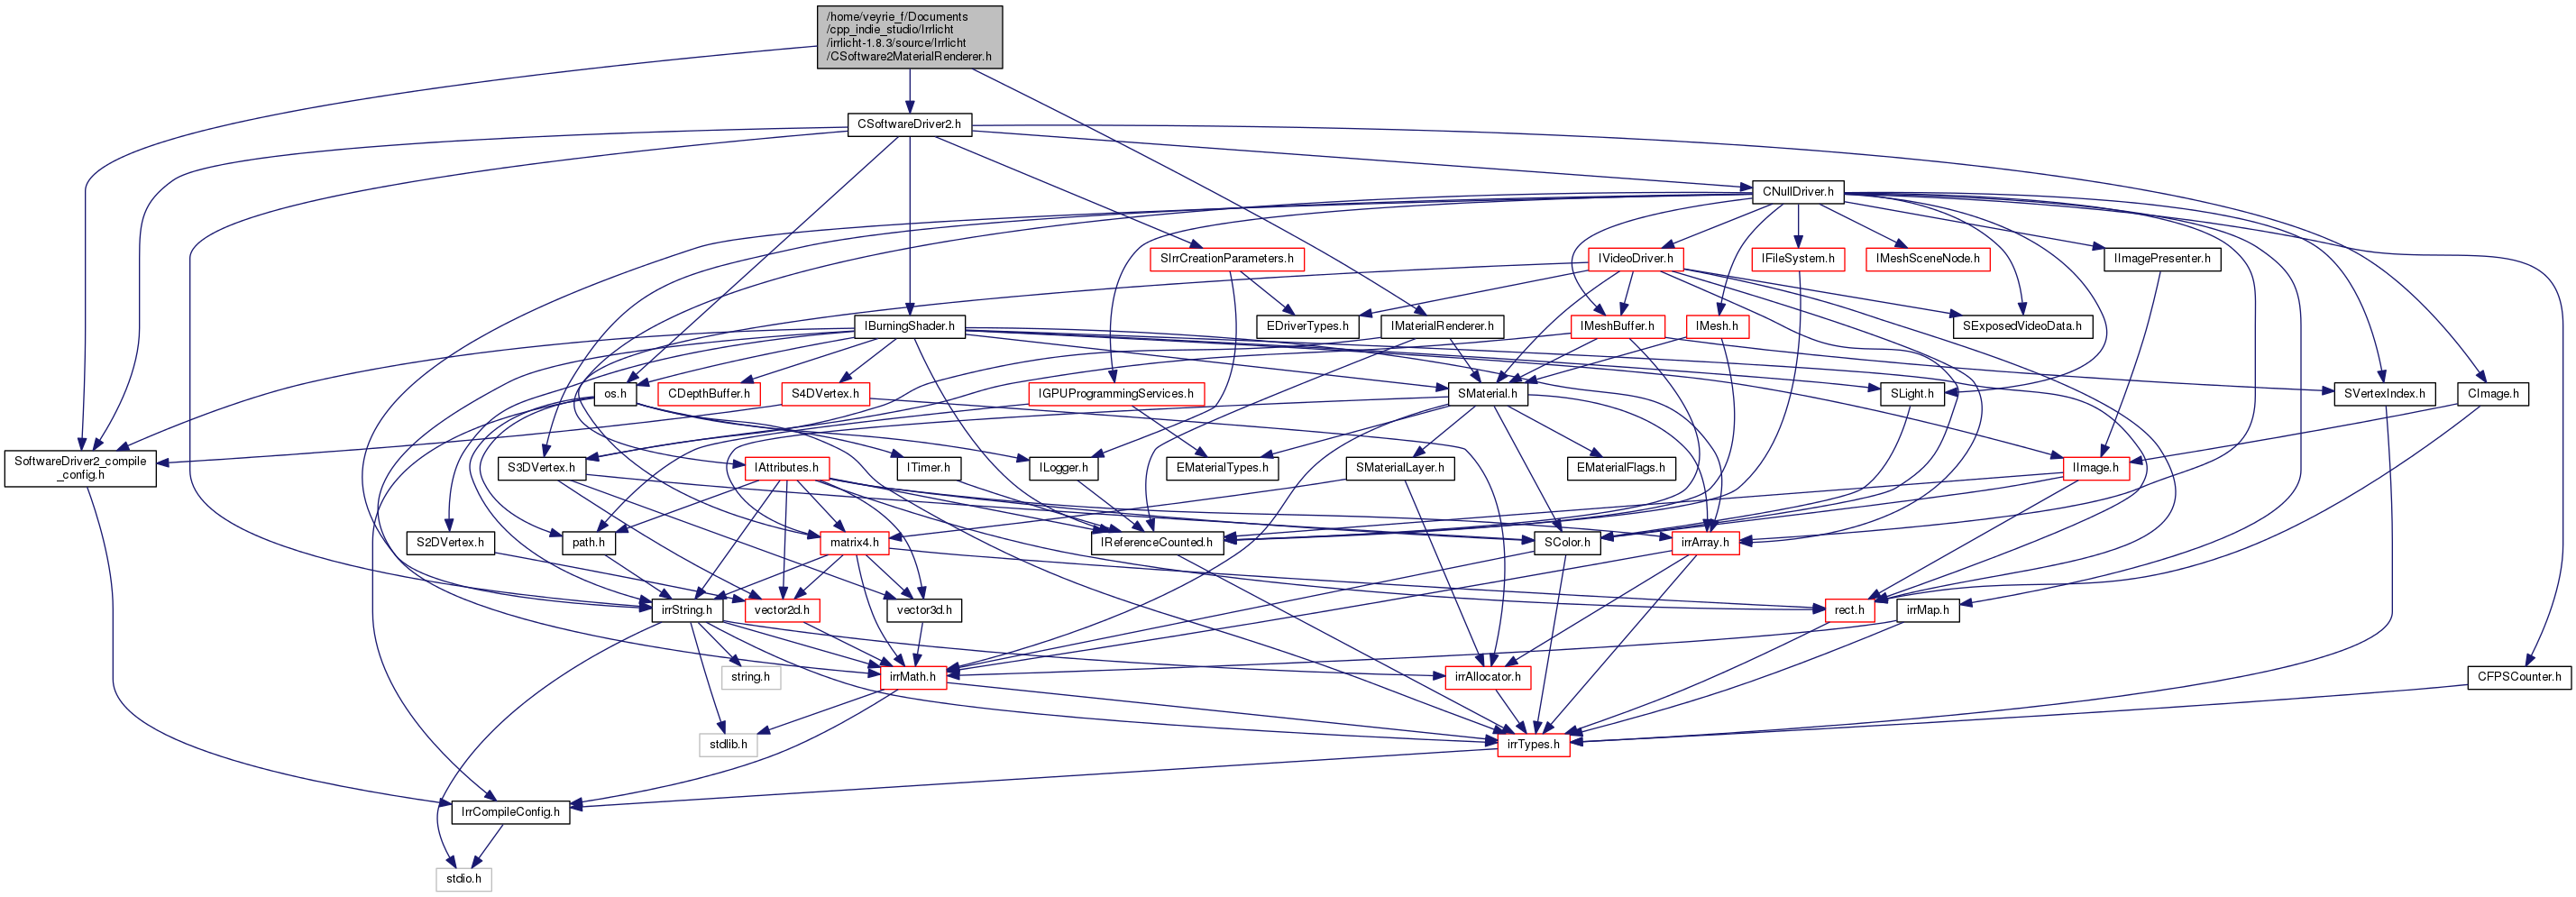 /home/veyrie_f/Documents
/cpp_indie_studio/Irrlicht
/irrlicht-1.8.3/source/Irrlicht
/CSoftware2MaterialRenderer.h
CSoftwareDriver2.h
CNullDriver.h
SIrrCreationParameters.h
IVideoDriver.h
IFileSystem.h
IMeshSceneNode.h
IImagePresenter.h
IBurningShader.h
EDriverTypes.h
IMaterialRenderer.h
IMeshBuffer.h
IMesh.h
SExposedVideoData.h
os.h
CDepthBuffer.h
S4DVertex.h
IGPUProgrammingServices.h
SMaterial.h
SLight.h
SVertexIndex.h
CImage.h
SoftwareDriver2_compile
_config.h
S3DVertex.h
IAttributes.h
ITimer.h
ILogger.h
EMaterialTypes.h
SMaterialLayer.h
EMaterialFlags.h
IImage.h
S2DVertex.h
path.h
matrix4.h
IReferenceCounted.h
SColor.h
irrArray.h
irrString.h
vector2d.h
vector3d.h
rect.h
irrMap.h
string.h
irrMath.h
irrAllocator.h
CFPSCounter.h
stdlib.h
irrTypes.h
IrrCompileConfig.h
stdio.h